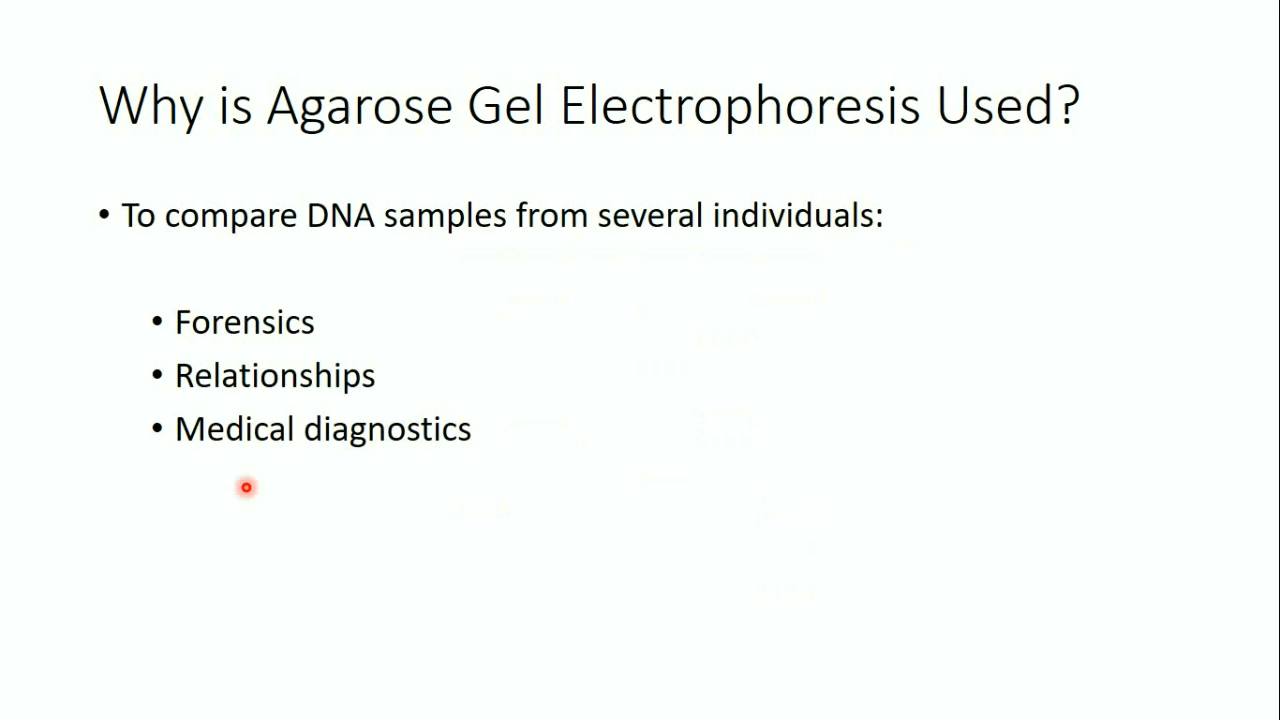 Why is Agarose Gel Electrophoresis Used?
• To compare DNA samples from several individuals:
• Forensics
• Relationships
• Medical diagnostics